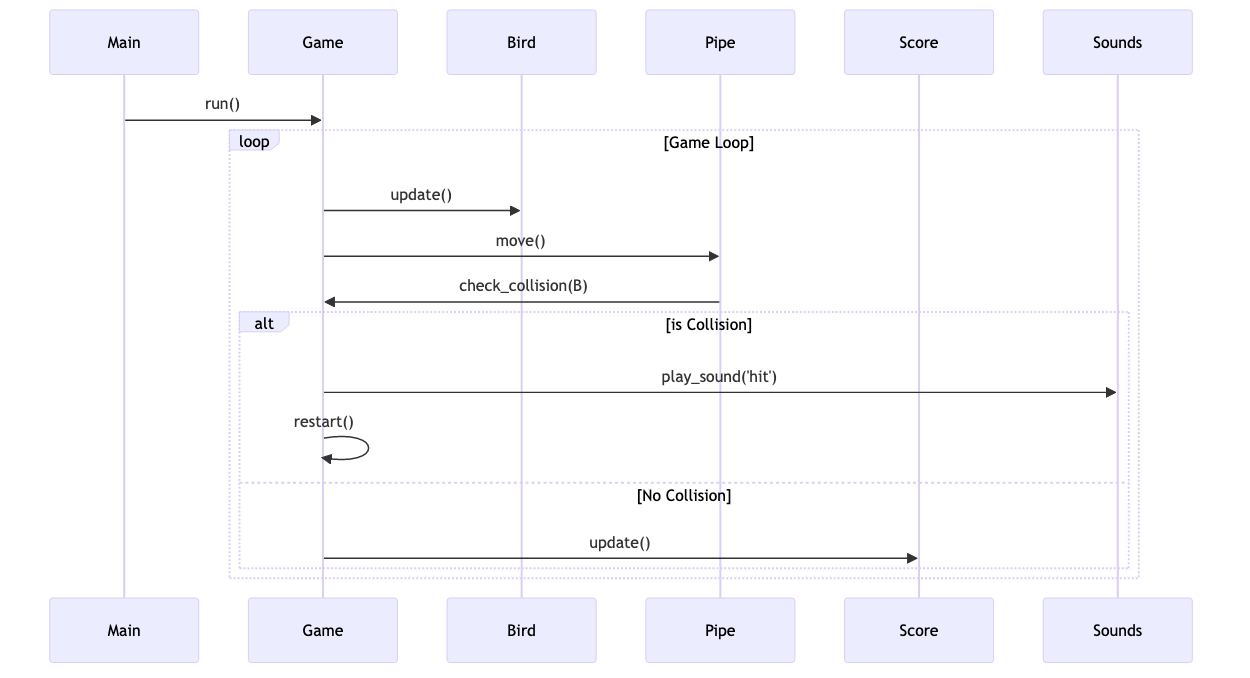 Main
Game
Bird
Pipe
Score
Sounds
run()
loop
[Game Loop]
update()
move()
check_collision(B)
alt
[is Collision]
play_sound('hit')
restart()
[No Collision]
update()
Main
Game
Bird
Pipe
Score
Sounds